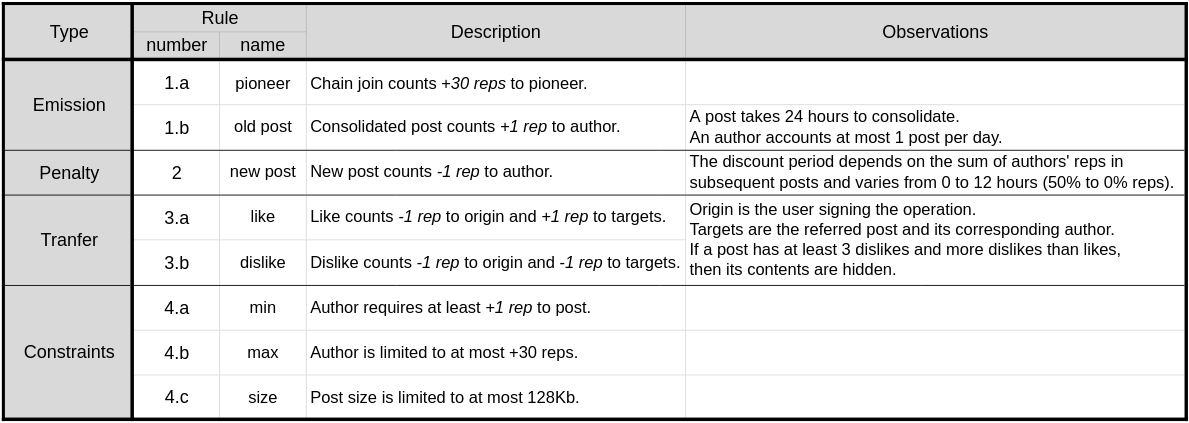 Type
Rule
number
name
Description
Observations
Emission
1.a
pioneer
Chain join counts +30 reps to pioneer.
1.b
old post
Consolidated post counts +1 rep to author.
A post takes 24 hours to consolidate.
An author accounts at most 1 post per day.
Penalty
2
new post
New post counts -1 rep to author.
The discount period depends on the sum of authors' reps in
subsequent posts and varies from 0 to 12 hours (50% to 0% reps).
Tranfer
3.a
like
Like counts -1 rep to origin and +1 rep to targets.
3.b
dislike
Dislike counts -1 rep to origin and -1 rep to targets.
Origin is the user signing the operation.
Targets are the referred post and its corresponding author.
If a post has at least 3 dislikes and more dislikes than likes,
then its contents are hidden.
Constraints
4.a
min
Author requires at least +1 rep to post.
4.b
max
Author is limited to at most +30 reps.
4.c
size
Post size is limited to at most 128Kb.